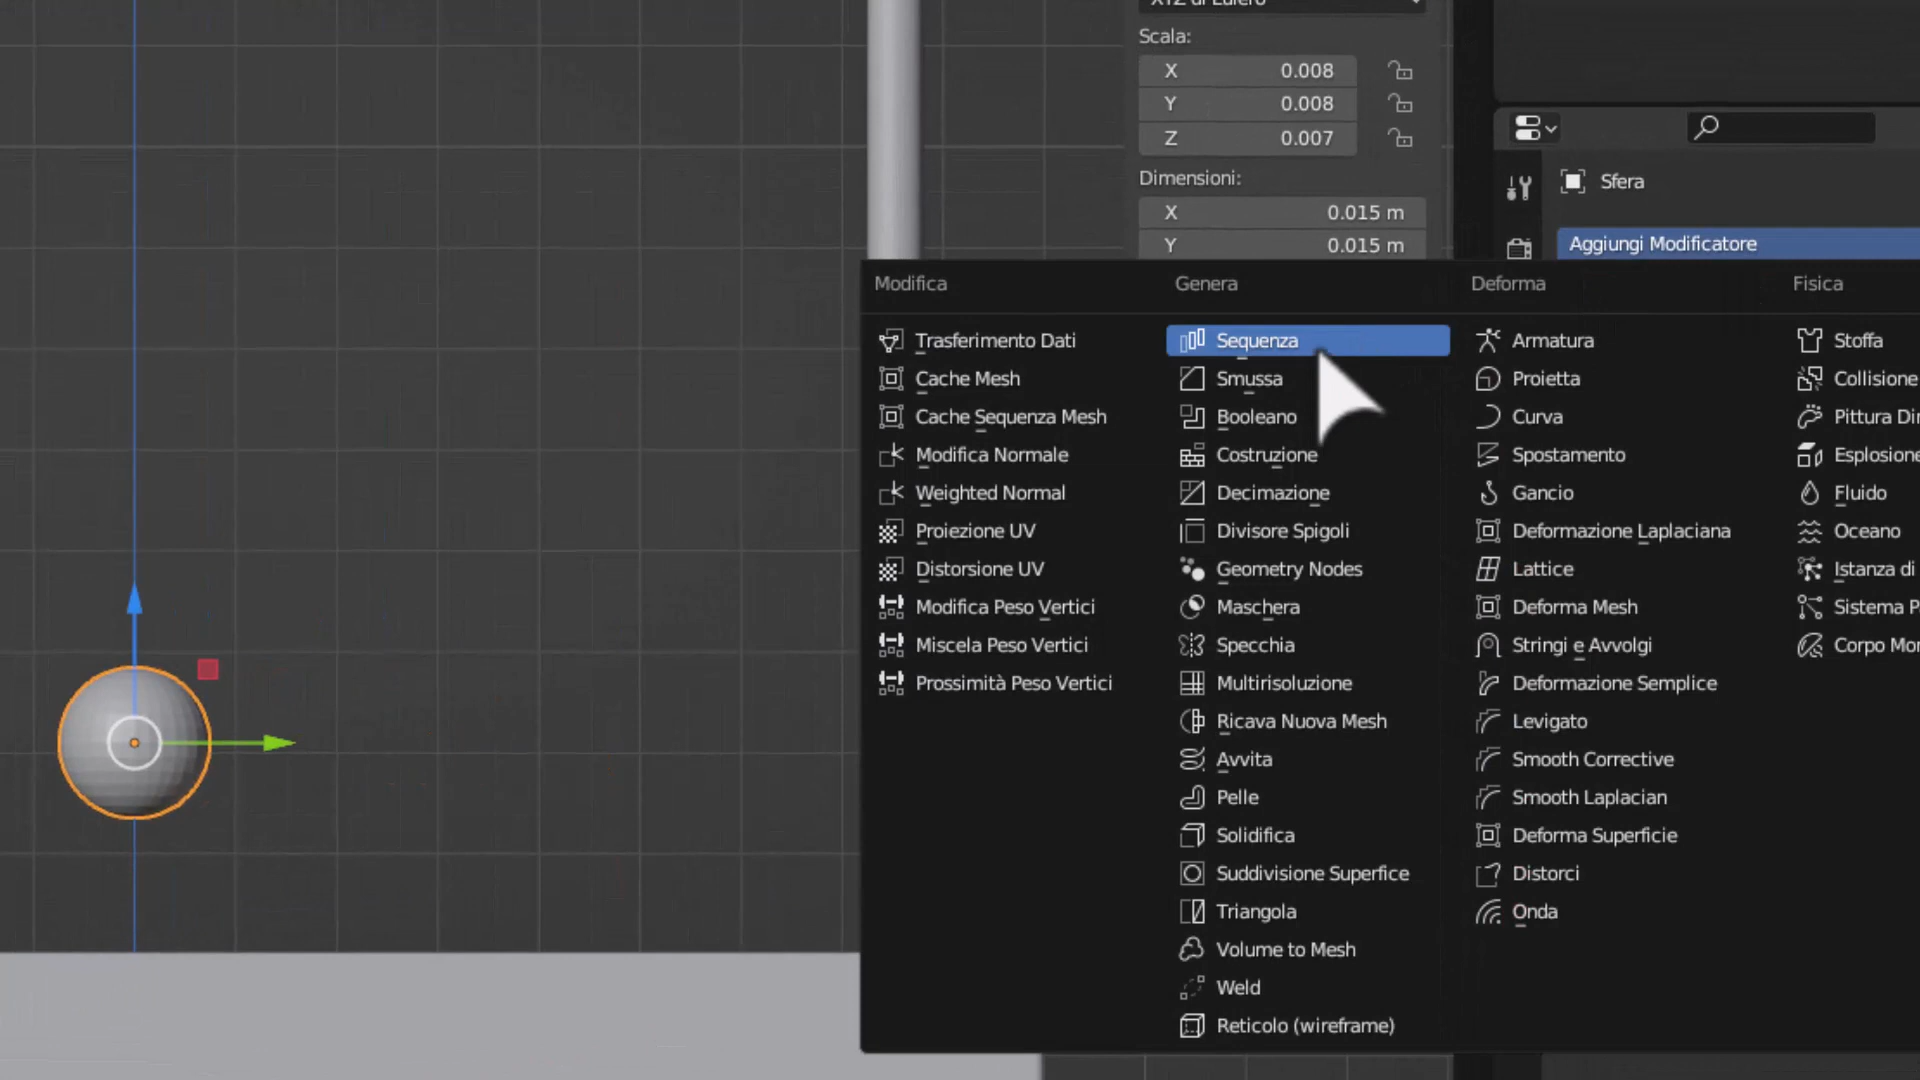 XYZ di Eulero
Scala:
X 0.008
Y 0.008
Z 0.007
Dimensioni:
X 0.015 m
Y 0.015 m
Sfera
Aggiungi Modificatore
Modifica
Trasferimento Dati
Cache Mesh
Cache Sequenza Mesh
Modifica Normale
Weighted Normal
Proiezione UV
Distorsione UV
Modifica Peso Vertici
Miscela Peso Vertici
Prossimità Peso Vertici
Genera
Sequenza
Smussa
Booleano
Costruzione
Decimazione
Divisore Spigoli
Geometry Nodes
Maschera
Specchia
Multirisoluzione
Ricava Nuova Mesh
Avvita
Pelle
Solidifica
Suddivisione Superfice
Triangola
Volume to Mesh
Weld
Reticolo (wireframe)
Deforma
Armatura
Proietta
Curva
Spostamento
Gancio
Deformazione Laplaciana
Lattice
Deforma Mesh
Stringi e Avvolgi
Deformazione Semplice
Levigato
Smooth Corrective
Smooth Laplacian
Deforma Superficie
Distorci
Onda
Fisica
Stoffa
Collisione
Pittura Di
Esplosione
Fluido
Oceano
Istanza di
Sistema P
Corpo Mor